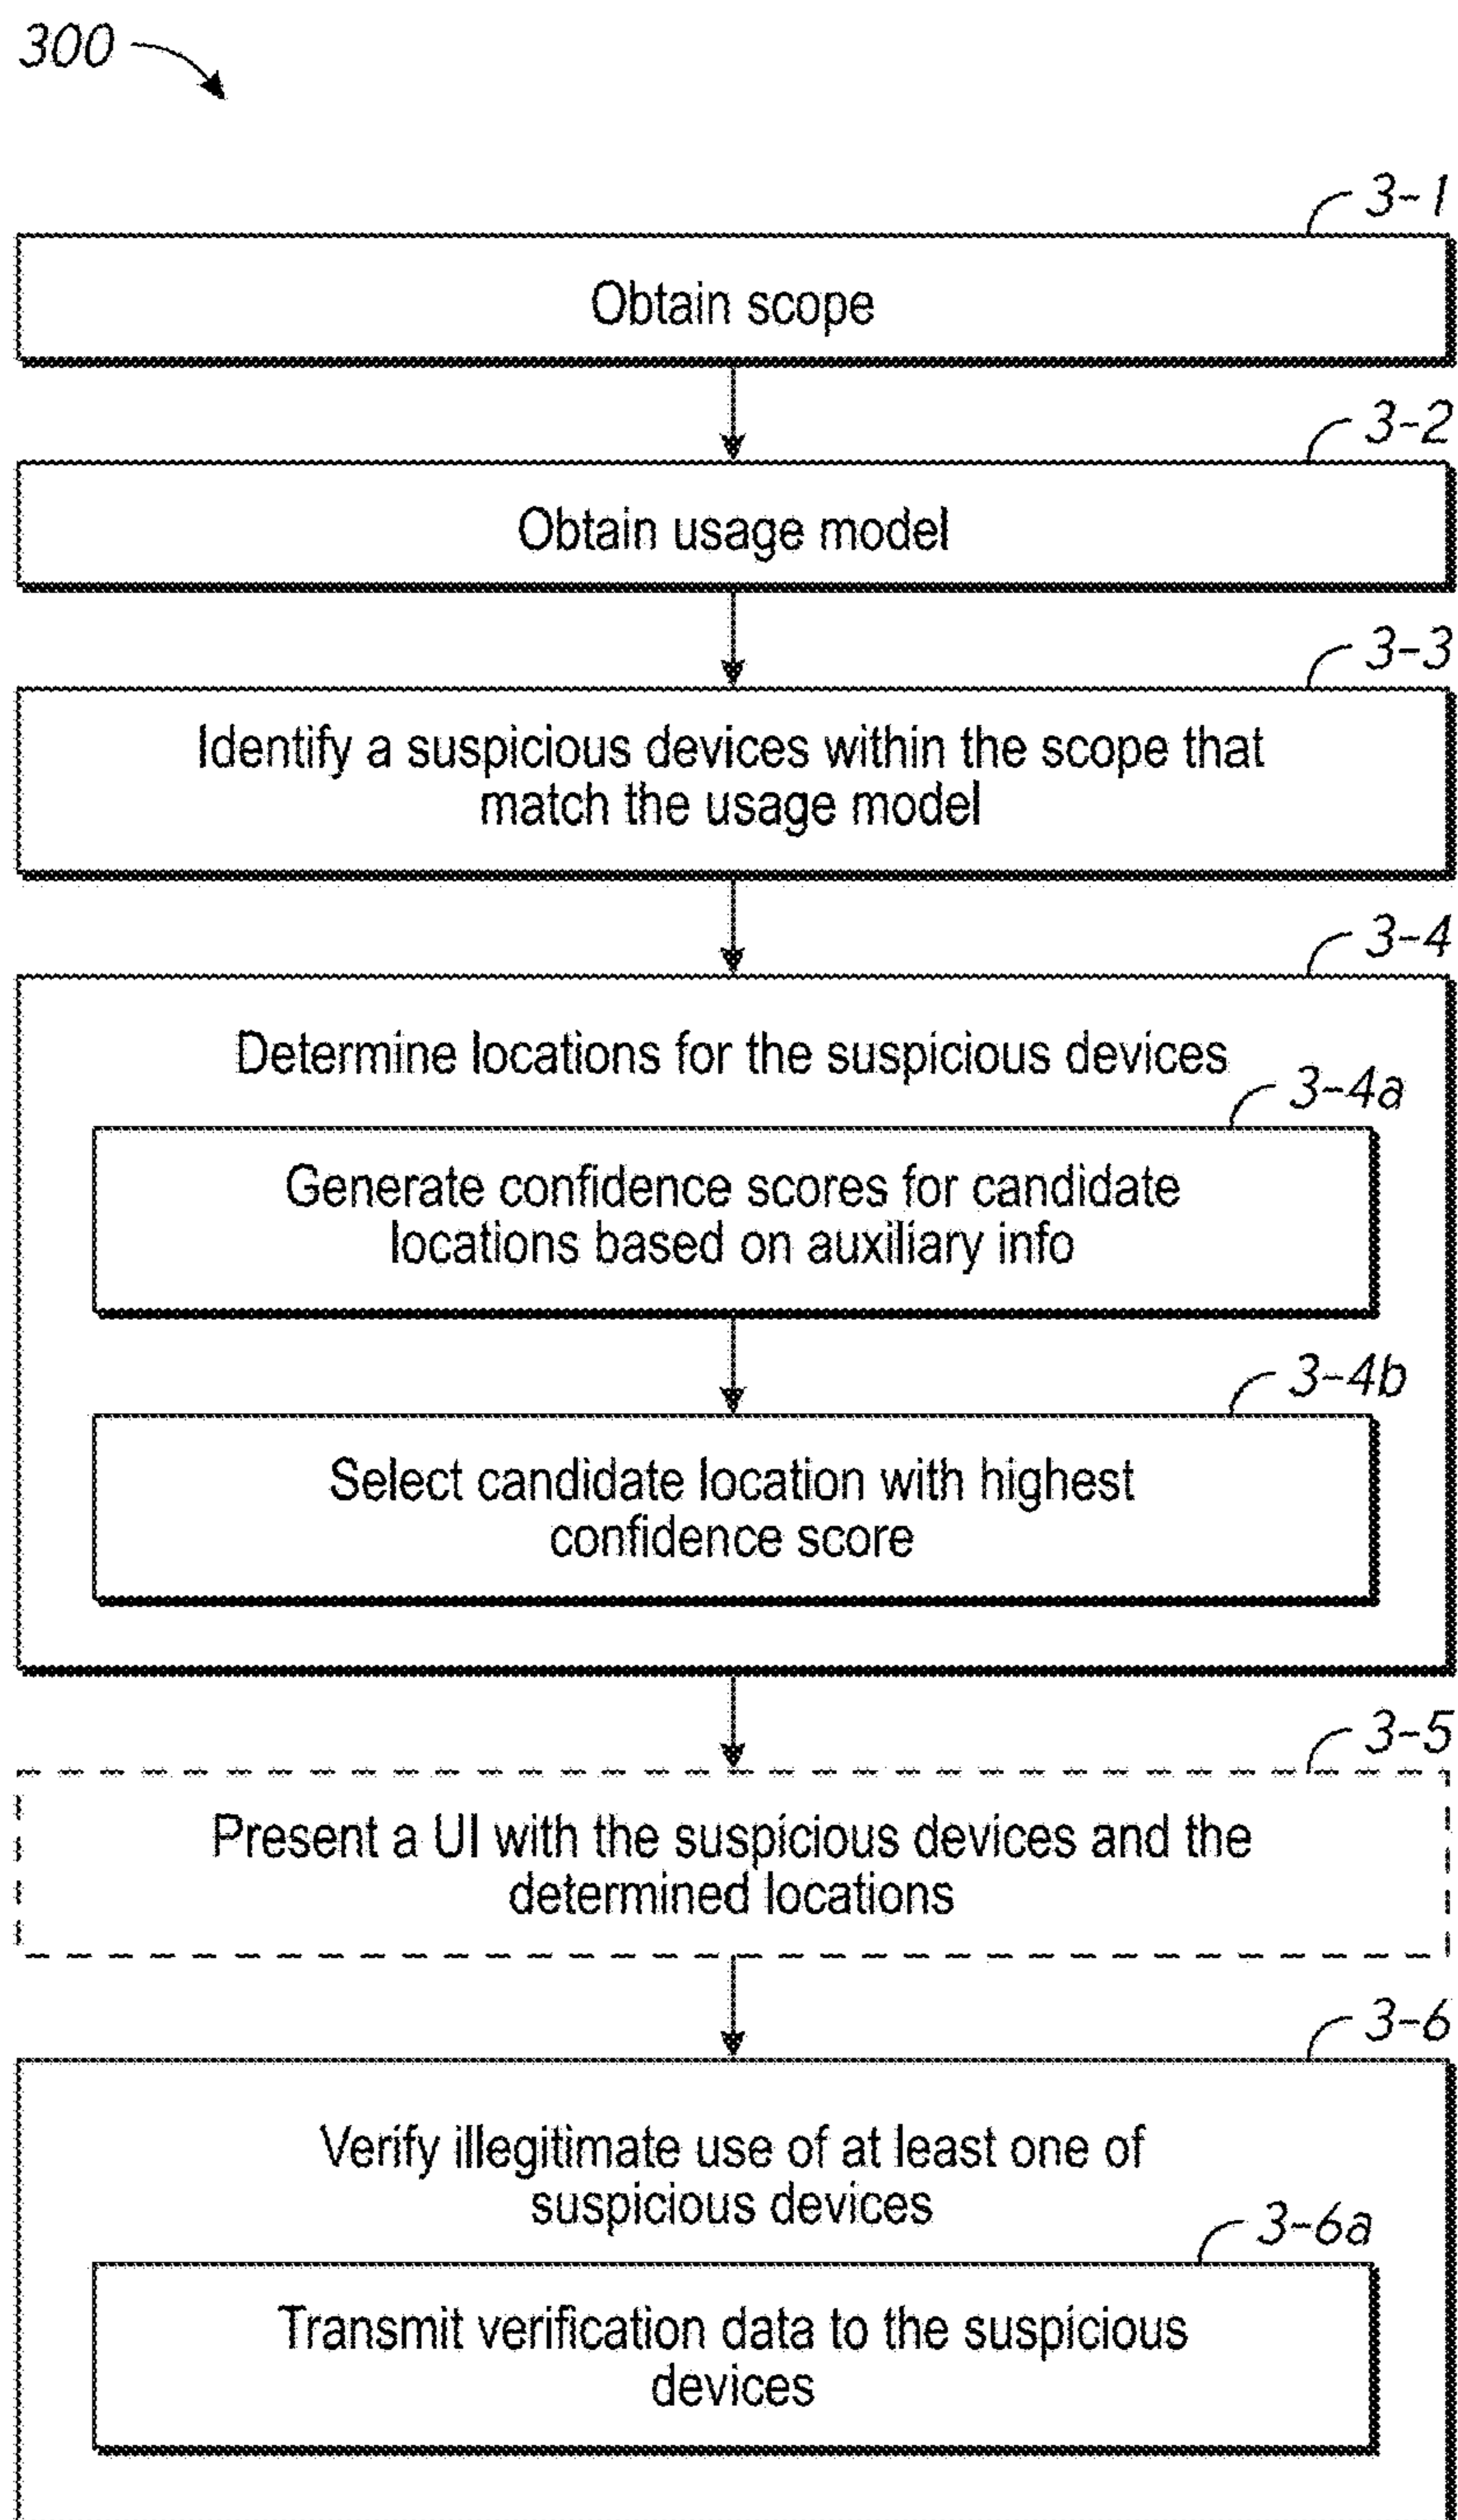 300
3-1
Obtain scope
3-2
Obtain usage model
3-3
Identify a suspicious devices within the scope that
match the usage model
3-4
Determine locations for the suspicious devices
3-4a
Generate confidence scores for candidate
locations based on auxiliary info
3-4b
Select candidate location with highest
confidence score
3-5
Present a UI with the suspicious devices and the
determined locations
3-6
Verify illegitimate use of at least one of
suspicious devices
3-6a
Transmit verification data to the suspicious
devices